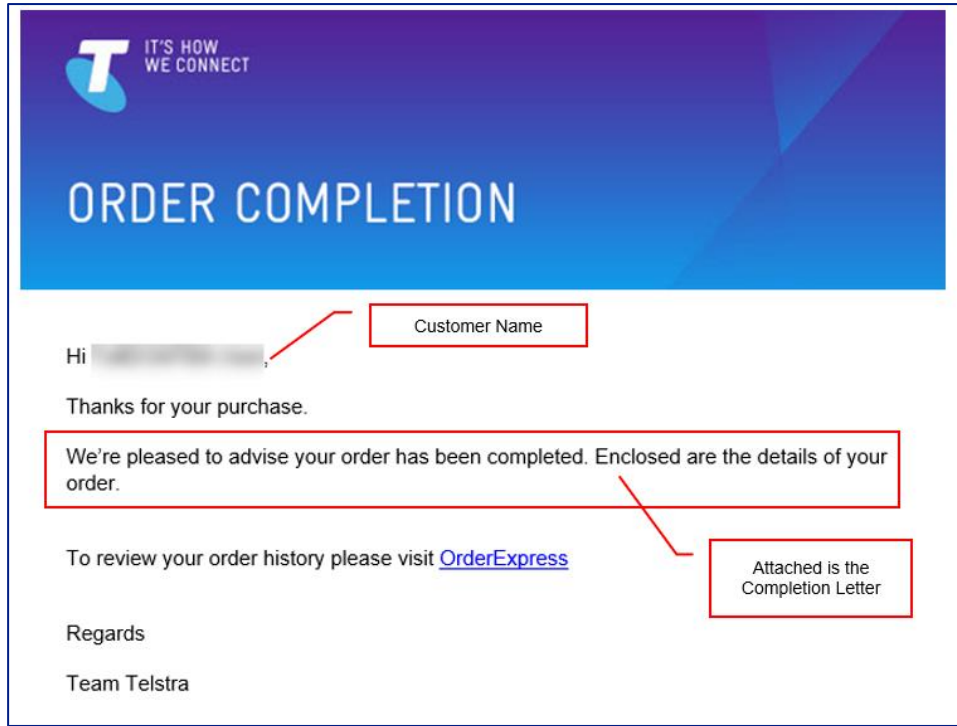 IT'S HOW
WE CONNECT
ORDER COMPLETION
Customer Name
Hi ,
Thanks for your purchase.
We're pleased to advise your order has been completed. Enclosed are the details of your
order.
To review your order history please visit OrderExpress
Attached is the
Completion Letter
Regards
Team Telstra